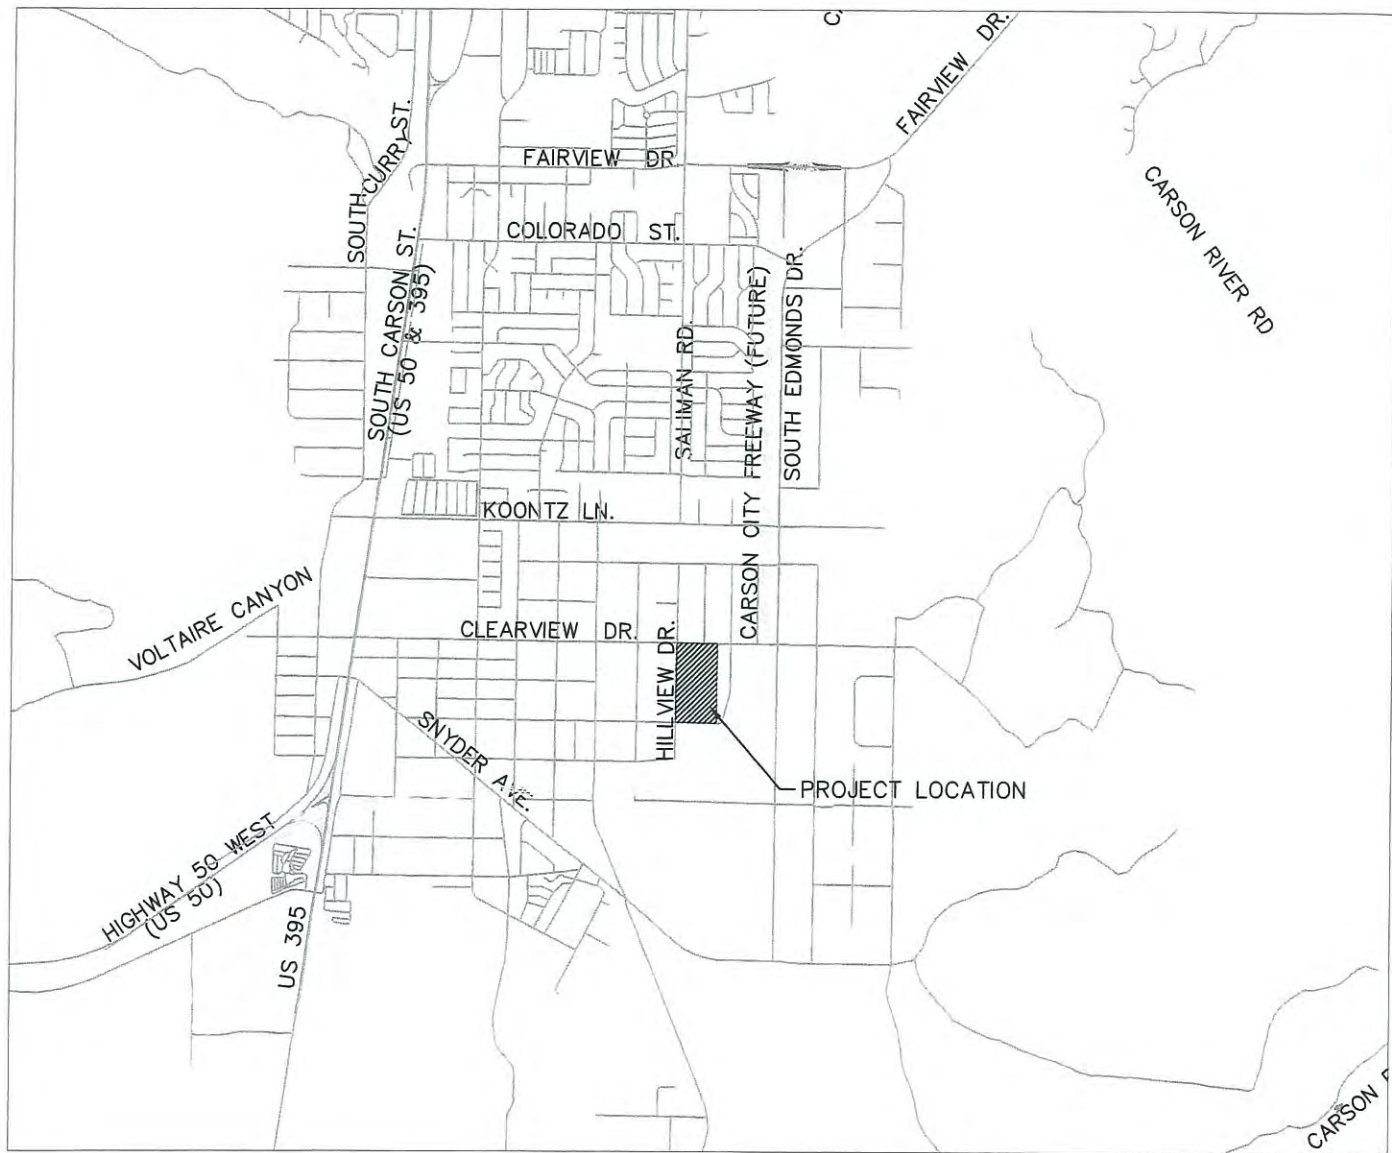 FAIRVIEW DR.
CARSON RIVER RD
SOUTH CURRY ST.
FAIRVIEW DR.
COLORADO ST.
SOUTH CARSON ST.
(US 50 & 395)
SALIMAN RD.
CARSON CITY FREEWAY (FUTURE)
SOUTH EDMONDS DR.
KOONTZ LN.
VOLTAIRE CANYON
CLEARVIEW DR.
HILLVIEW DR.
SNYDER AVE.
PROJECT LOCATION
HIGHWAY 50 WEST
(US 50)
US 395
CARSON